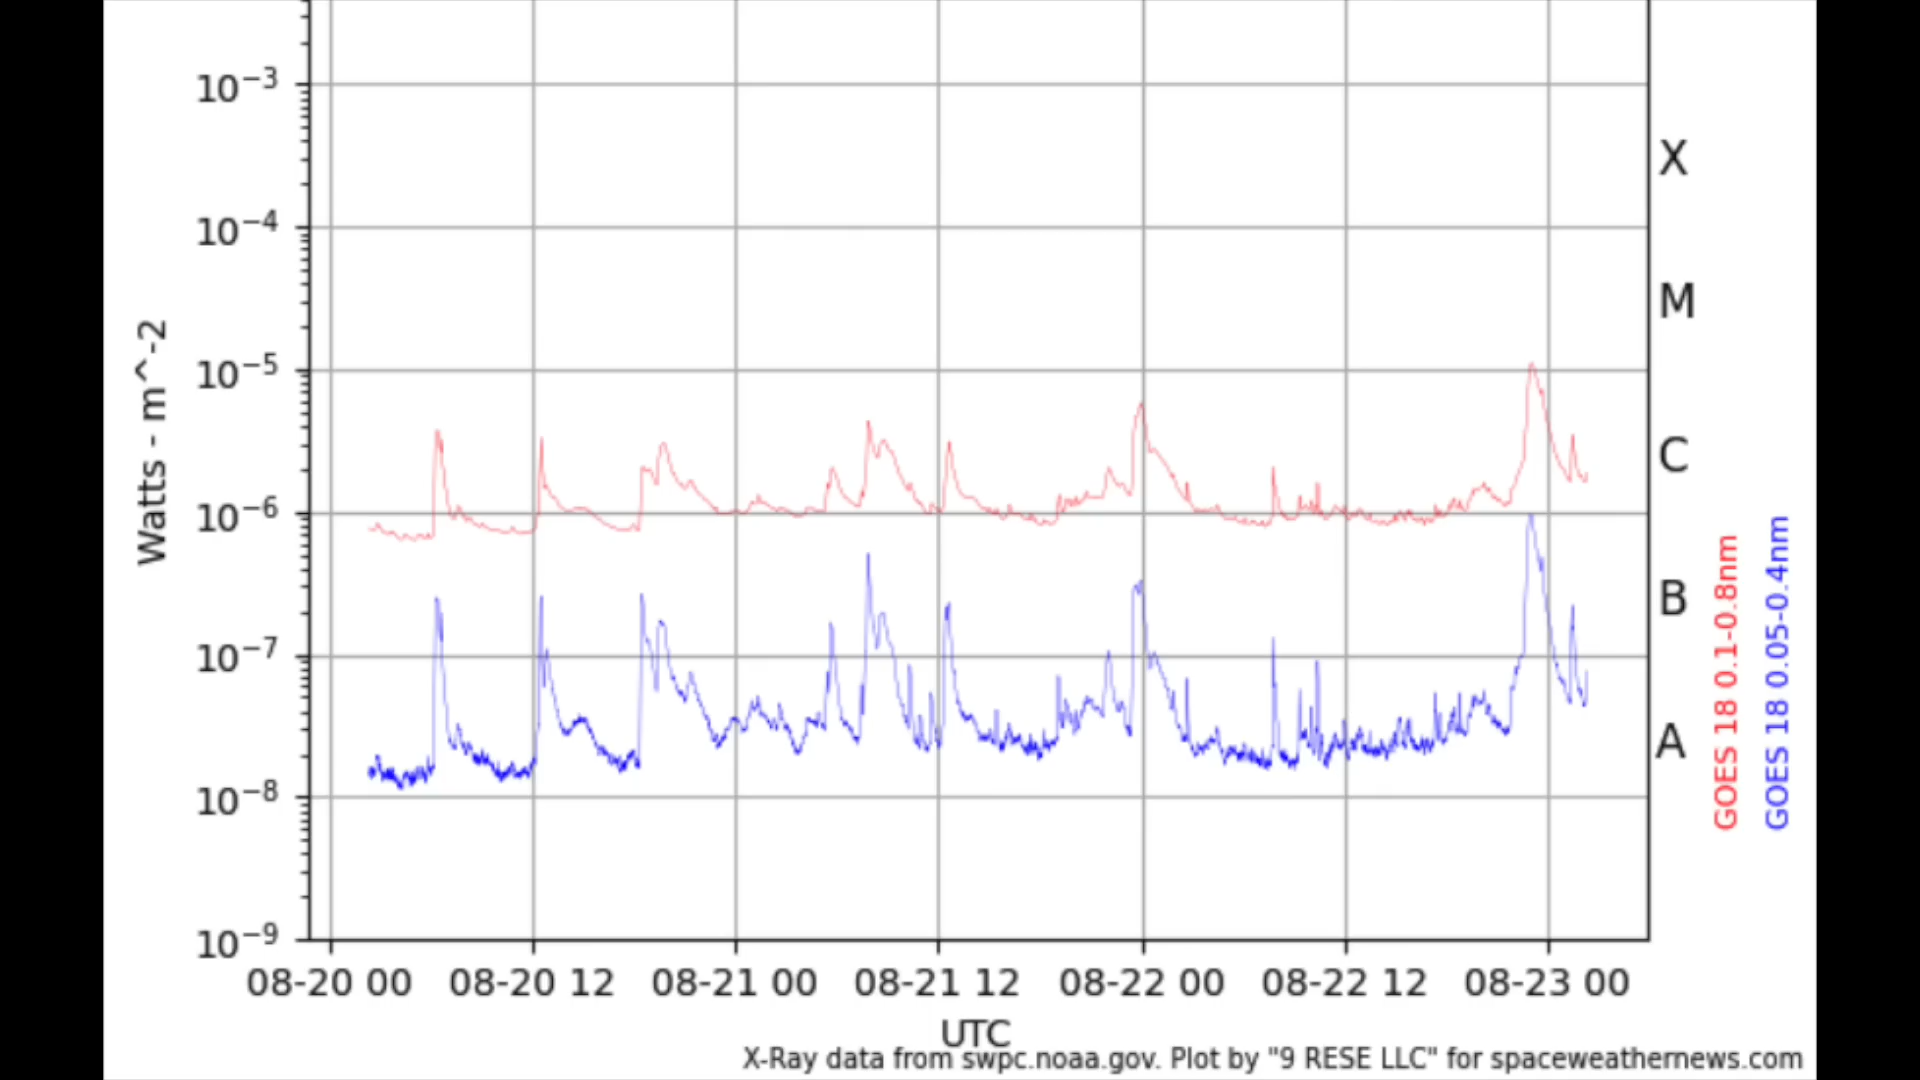 10−3
10−4
10−5
10−6
10−7
10−8
10−9
Watts - m^-2
X
M
C
B
A
GOES 18 0.1-0.8nm
GOES 18 0.05-0.4nm
08-20 00 08-20 12 08-21 00 08-21 12 08-22 00 08-22 12 08-23 00
UTC
X-Ray data from swpc.noaa.gov. Plot by "9 RESE LLC" for spaceweathernews.com